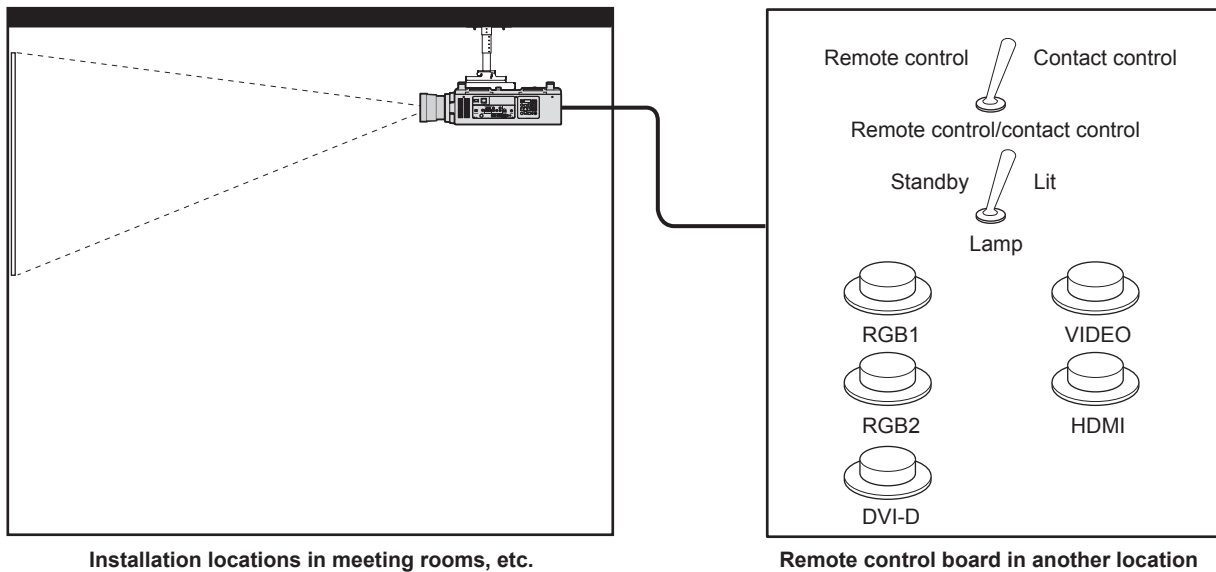 Remote control Contact control
Remote control/contact control
Standby Lit
Lamp
RGB1 VIDEO
RGB2 HDMI
DVI-D
Installation locations in meeting rooms, etc. Remote control board in another location